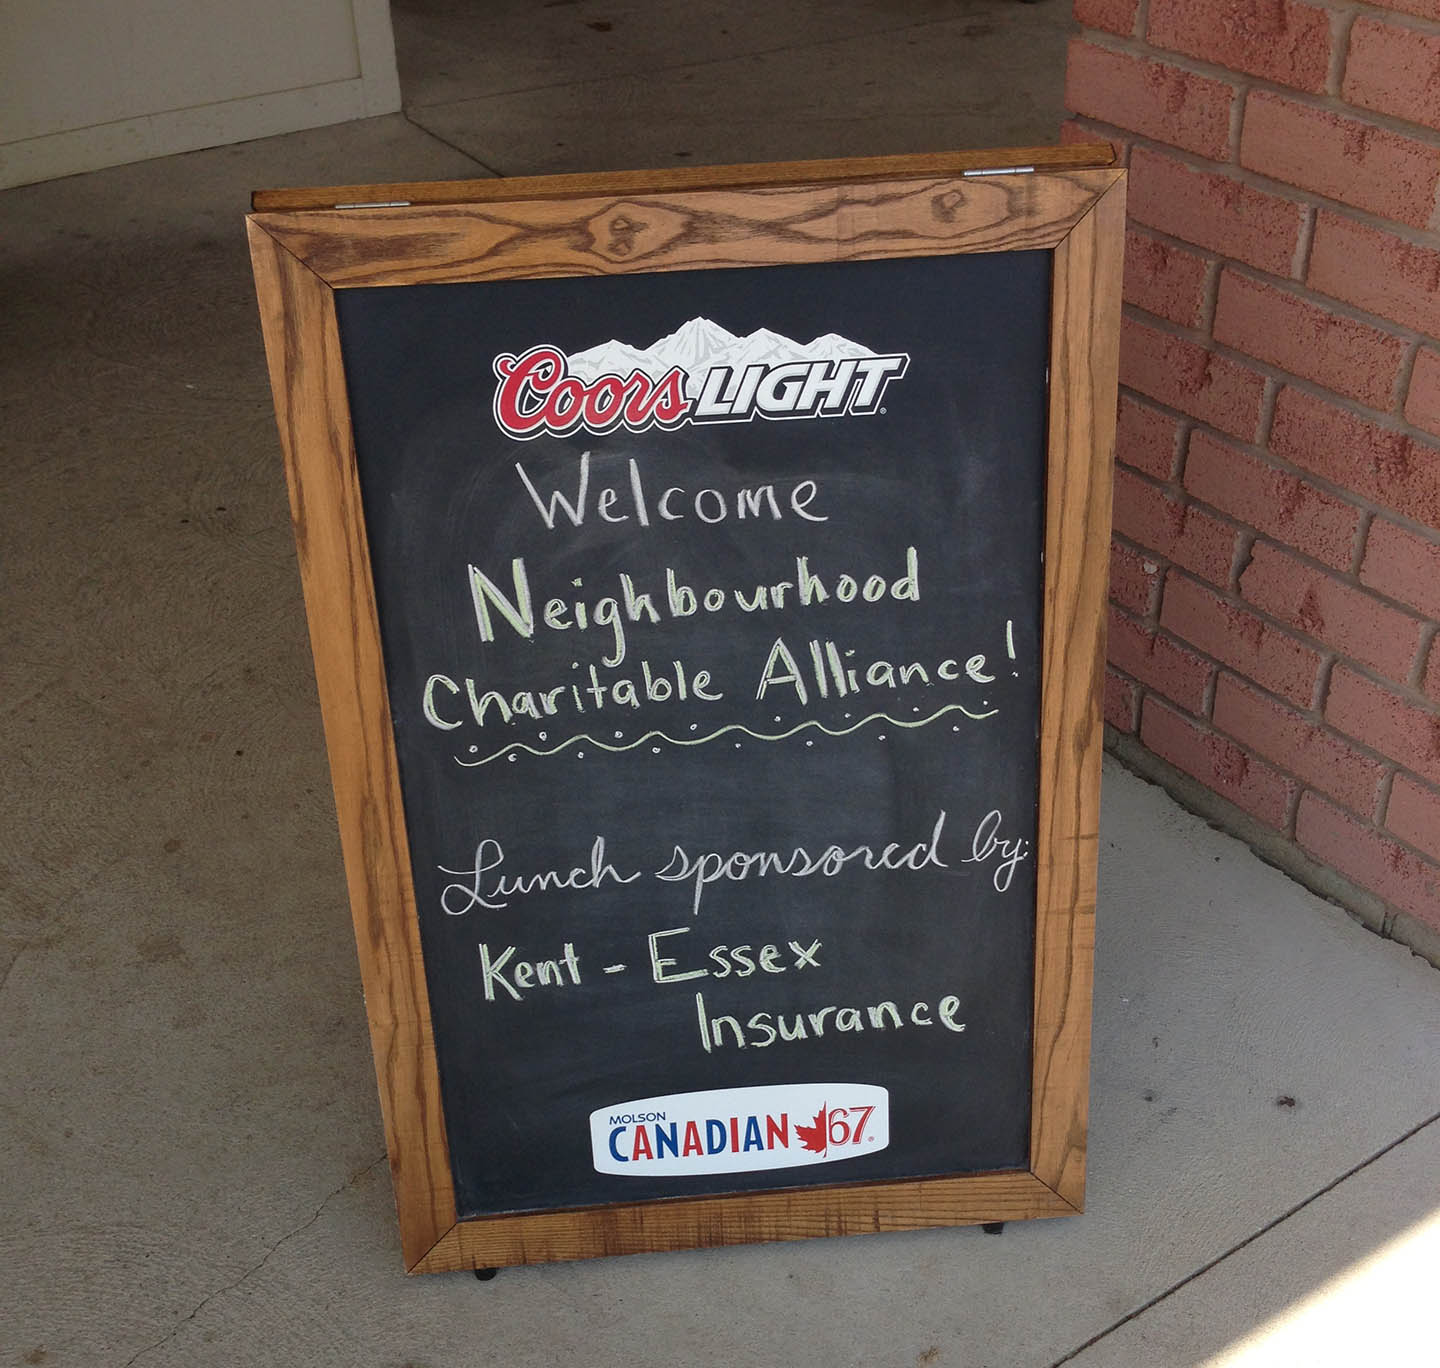 Coors LIGHT
Welcome
Neighbourhood
Charitable Alliance!
Lunch sponsored by:
Kent - Essex
Insurance
MOLSON
CANADIAN 67